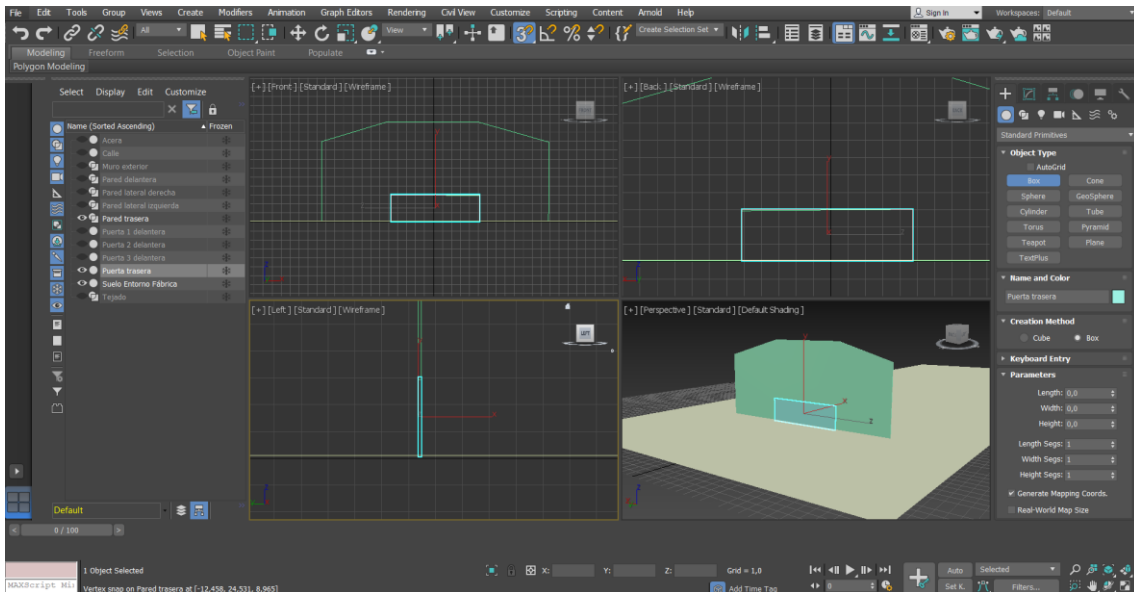 File Edit Tools Group Views Create Modifiers Animation Graph Editors Rendering Civil View Customize Scripting Content Arnold Help Sign In Workspaces: Default
All View Create Selection Set
Modeling Freeform Selection Object Paint Populate
Polygon Modeling
Select Display Edit Customize
Name (Sorted Ascending) Frozen
Acera
Calle
Muro exterior
Pared delantera
Pared lateral derecha
Pared lateral izquierda
Pared trasera
Puerta 1 delantera
Puerta 2 delantera
Puerta 3 delantera
Puerta trasera
Suelo Entorno Fábrica
Tejado
Default
[+] [Front] [Standard] [Wireframe]
[+] [Back] [Standard] [Wireframe]
[+] [Left] [Standard] [Wireframe]
LEFT
[+] [Perspective] [Standard] [Default Shading]
Standard Primitives
Object Type
AutoGrid
Box Cone
Sphere GeoSphere
Cylinder Tube
Torus Pyramid
Teapot Plane
TextPlus
Name and Color
Puerta trasera
Creation Method
Cube Box
Keyboard Entry
Parameters
Length: 0,0
Width: 0,0
Height: 0,0
Length Segs: 1
Width Segs: 1
Height Segs: 1
Generate Mapping Coords.
Real-World Map Size
< 0 / 100 >
1 Object Selected X: Y: Z: Grid = 1,0 Auto Selected
MAXScript Mi Vertex snap on Pared trasera at [-12,458, 24,531, 8,965] Add Time Tag 0 Set K. Filters...